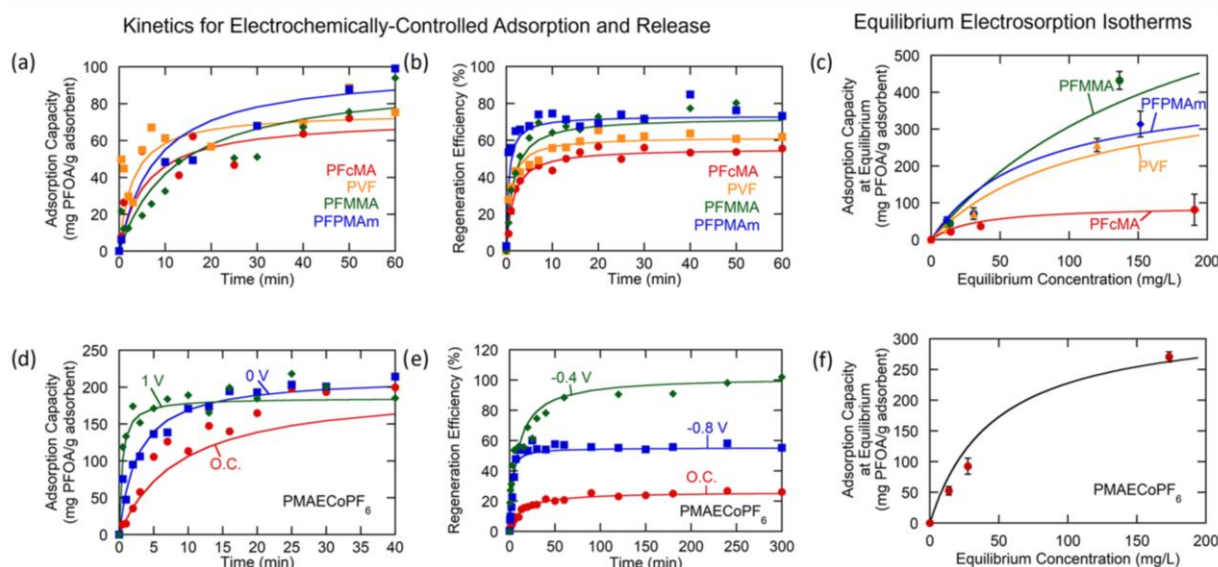 Kinetics for Electrochemically-Controlled Adsorption and Release
Equilibrium Electrosorption Isotherms
(a)
Adsorption Capacity
(mg PFOA/g adsorbent)
100
80
60
40
20
0
PFcMA
PVF
PFMMA
PFPMAm
0 10 20 30 40 50 60
Time (min)
(b)
Regeneration Efficiency (%)
100
80
60
40
20
0
PFcMA
PVF
PFMMA
PFPMAm
0 10 20 30 40 50 60
Time (min)
(c)
Adsorption Capacity
at Equilibrium
(mg PFOA/g adsorbent)
500
400
300
200
100
0
PFMMA
PFPMAm
PVF
PFcMA
0 50 100 150 200
Equilibrium Concentration (mg/L)
(d)
Adsorption Capacity
(mg PFOA/g adsorbent)
250
200
150
100
50
0
1 V
0 V
O.C.
PMAECoPF6
0 5 10 15 20 25 30 35 40
Time (min)
(e)
Regeneration Efficiency (%)
120
100
80
60
40
20
0
-0.4 V
-0.8 V
O.C.
PMAECoPF6
0 60 120 180 240 300
Time (min)
(f)
Adsorption Capacity
at Equilibrium
(mg PFOA/g adsorbent)
300
250
200
150
100
50
0
PMAECoPF6
0 50 100 150 200
Equilibrium Concentration (mg/L)